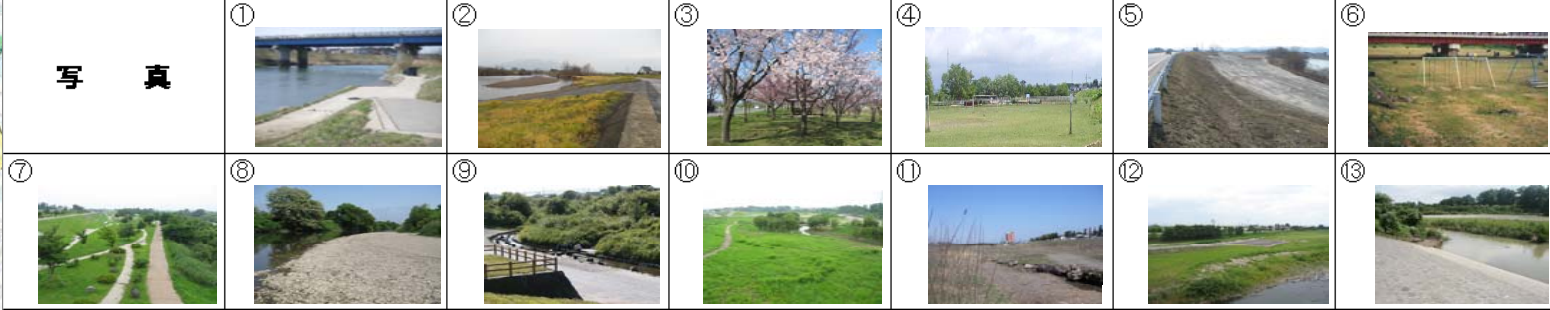 写 真 ① ② ③ ④ ⑤ ⑥
⑦ ⑧ ⑨ ⑩ ⑪ ⑫ ⑬